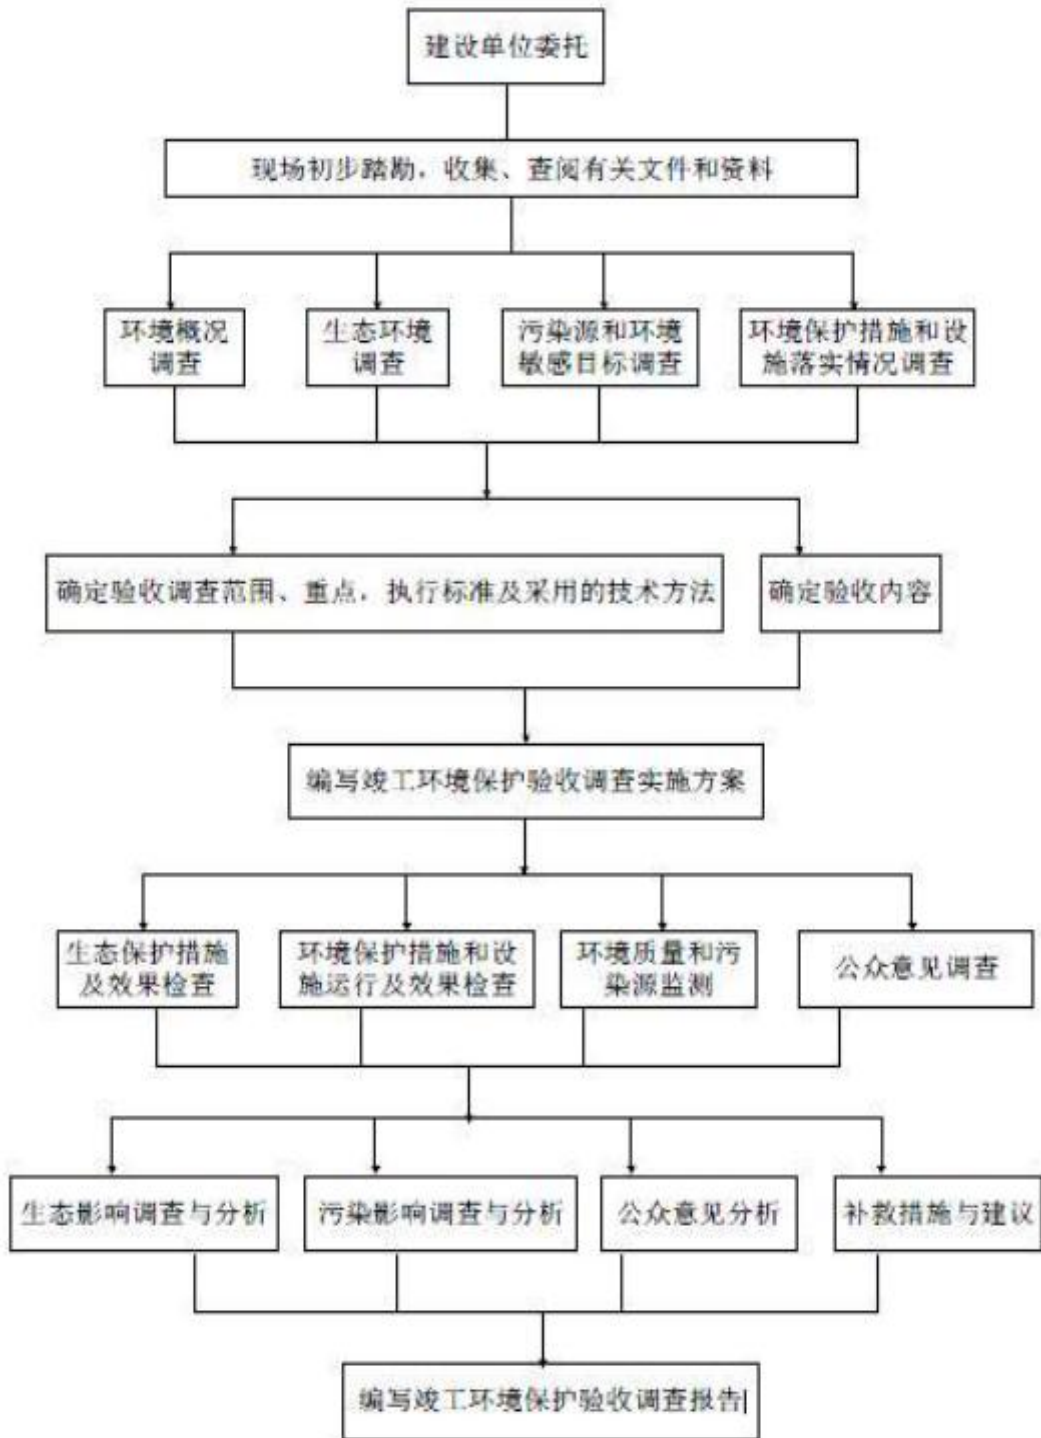 建设单位委托
现场初步踏勘，收集、查阅有关文件和资料
环境概况
调查
生态环境
调查
污染源和环境
敏感目标调查
环境保护措施和设
施落实情况调查
确定验收调查范围、重点，执行标准及采用的技术方法
确定验收内容
编写竣工环境保护验收调查实施方案
生态保护措施
及效果检查
环境保护措施和设
施运行及效果检查
环境质量和污
染源监测
公众意见调查
生态影响调查与分析
污染影响调查与分析
公众意见分析
补救措施与建议
编写竣工环境保护验收调查报告